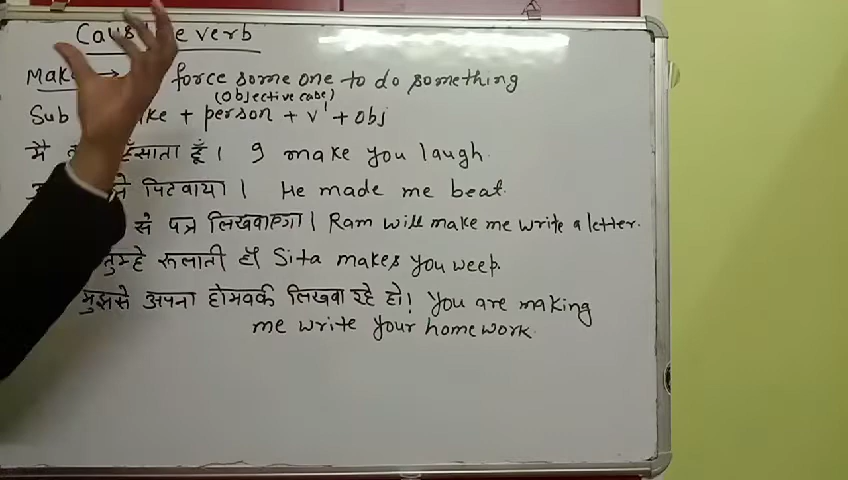 verb
force some one to do something
(objective case)
Sub + person + v¹ + obj
मै हँसाता हूँ। I make you laugh.
पिटवाया। He made me beat.
से पत्र लिखवाएगा। Ram will make me write a letter.
तुम्हे रूलाती है। Sita makes you weep.
मुझसे अपना होमवर्क लिखवा रहे हो! You are making
me write your homework.